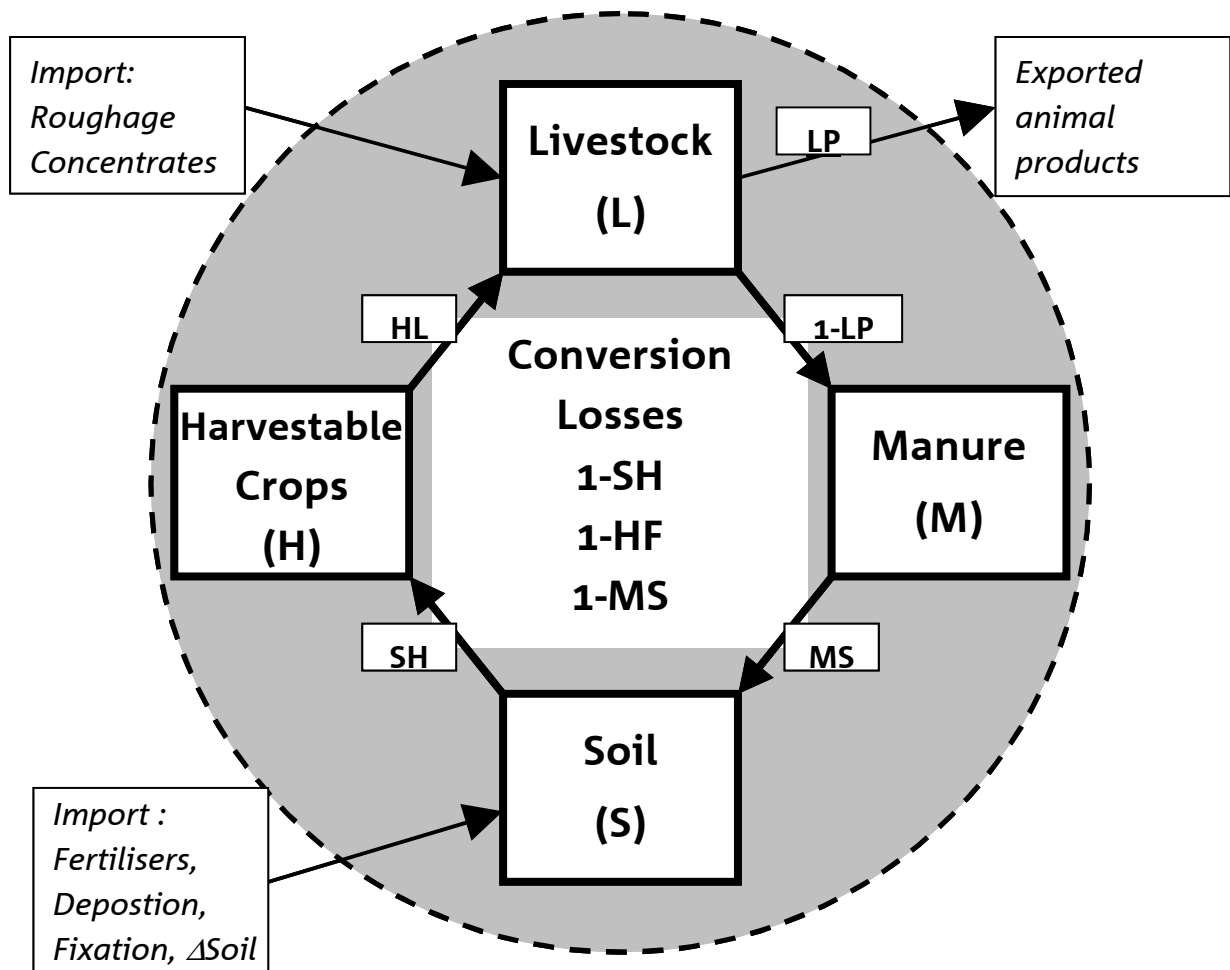 Import:
Roughage
Concentrates
Livestock
(L)
LP
Exported
animal
products
HL
1-LP
Conversion
Losses
1-SH
1-HF
1-MS
Harvestable
Crops
(H)
Manure
(M)
SH
MS
Soil
(S)
Import :
Fertilisers,
Depostion,
Fixation, ΔSoil